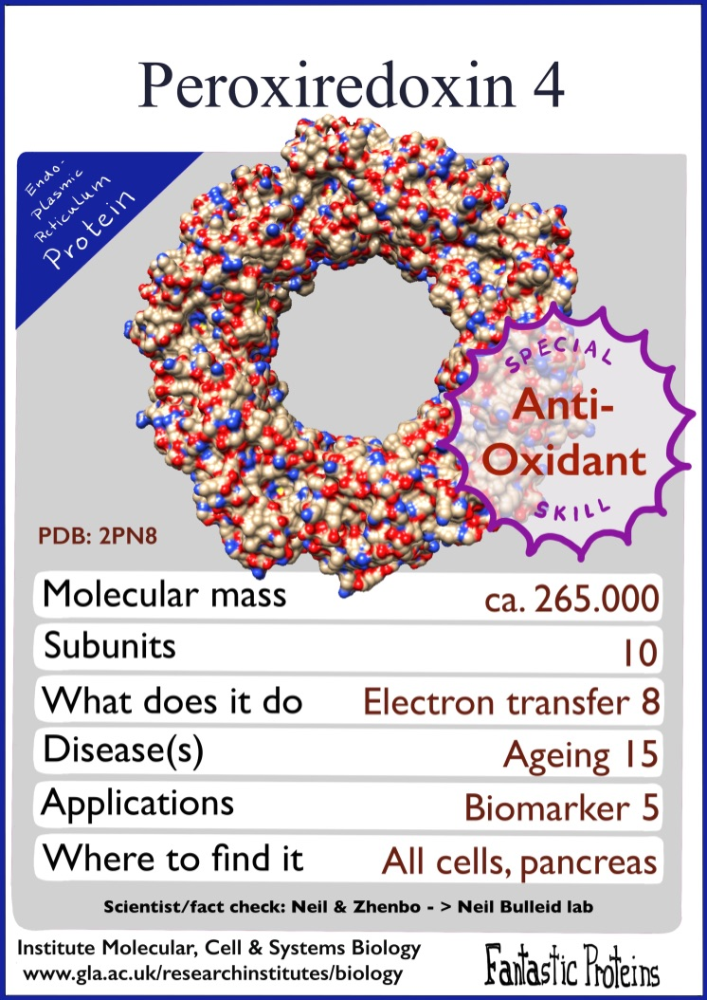 Peroxiredoxin 4
Endo-
Plasmic
Reticulum
Protein
SPECIAL
Anti-
Oxidant
SKILL
PDB: 2PN8
Molecular mass ca. 265.000
Subunits 10
What does it do Electron transfer 8
Disease(s) Ageing 15
Applications Biomarker 5
Where to find it All cells, pancreas
Scientist/fact check: Neil & Zhenbo - > Neil Bulleid lab
Institute Molecular, Cell & Systems Biology
www.gla.ac.uk/researchinstitutes/biology
Fantastic Proteins